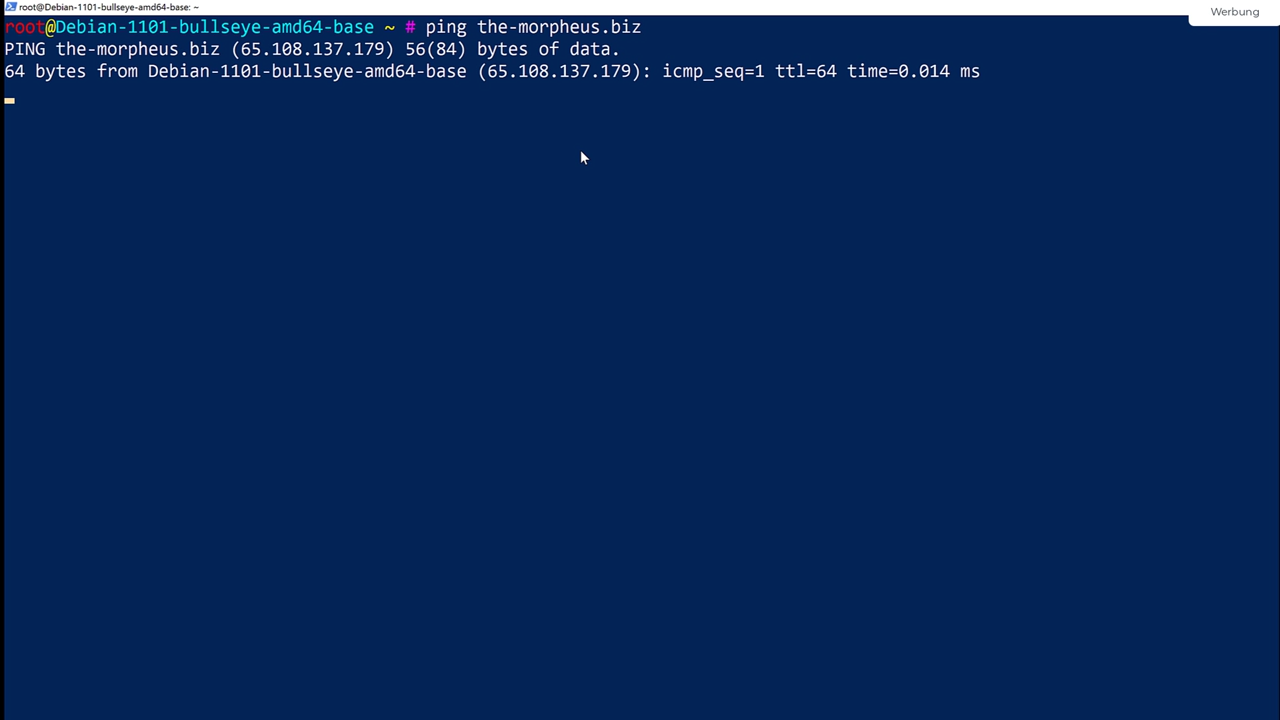 root@Debian-1101-bullseye-amd64-base: ~
Werbung
root@Debian-1101-bullseye-amd64-base ~ # ping the-morpheus.biz
PING the-morpheus.biz (65.108.137.179) 56(84) bytes of data.
64 bytes from Debian-1101-bullseye-amd64-base (65.108.137.179): icmp_seq=1 ttl=64 time=0.014 ms